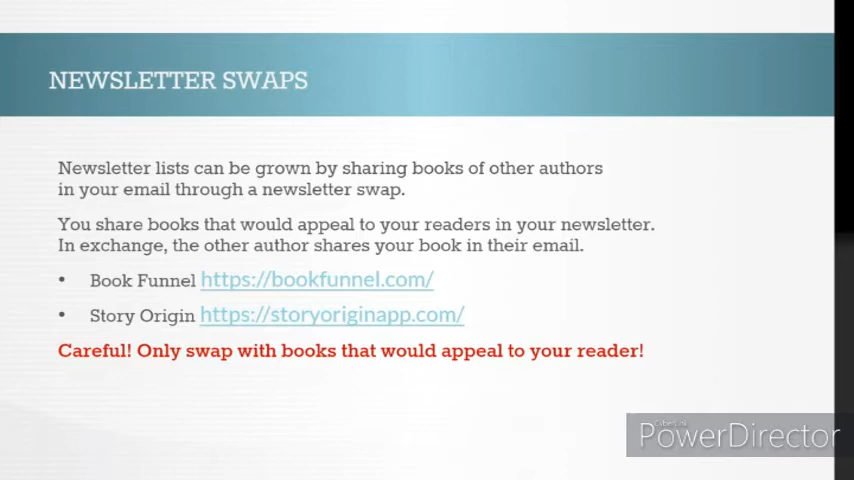 NEWSLETTER SWAPS
Newsletter lists can be grown by sharing books of other authors
in your email through a newsletter swap.
You share books that would appeal to your readers in your newsletter.
In exchange, the other author shares your book in their email.
• Book Funnel https://bookfunnel.com/
• Story Origin https://storyoriginapp.com/
Careful! Only swap with books that would appeal to your reader!
CyberLink
PowerDirector